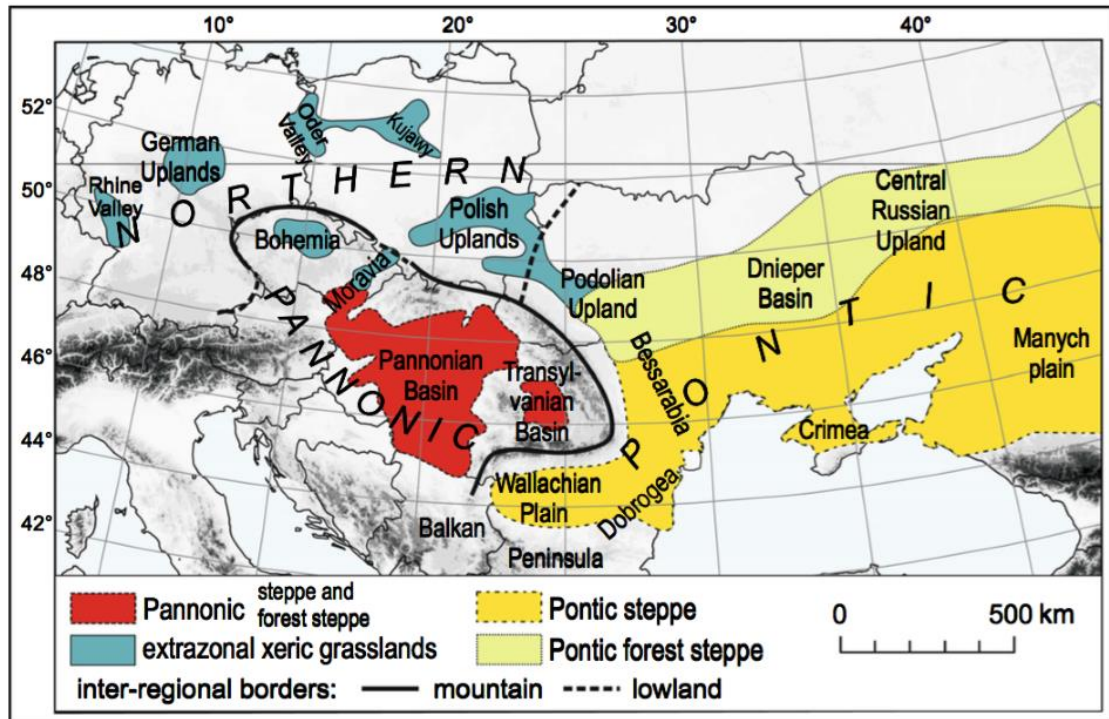 10°
20°
30°
40°
52°
50°
48°
46°
44°
42°
German
Uplands
Rhine
Valley
Oder
Valley
Kujawy
NORTHERN
Polish
Uplands
Bohemia
Moravia
Podolian
Upland
Central
Russian
Upland
Dnieper
Basin
PANNONIC
Pannonian
Basin
Transyl-
vanian
Basin
Bessarabia
PONTIC
Manych
plain
Crimea
Wallachian
Plain
Dobrogea
Balkan
Peninsula
Pannonic steppe and
forest steppe
Pontic steppe
0 500 km
extrazonal xeric grasslands
Pontic forest steppe
inter-regional borders: mountain lowland